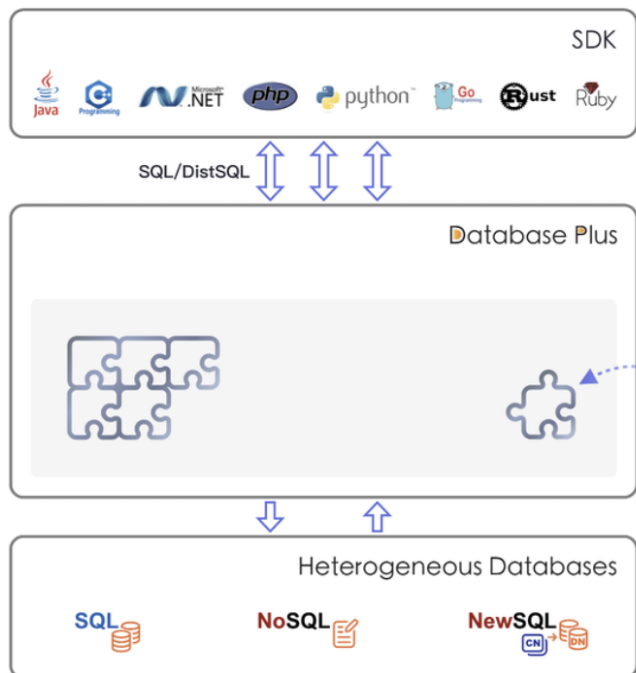 SDK
Java
C++ Programming
Microsoft .NET
php
python™
Go Programming
Rust
Ruby
SQL/DistSQL
Database Plus
Heterogeneous Databases
SQL
NoSQL
NewSQL
CN
DN